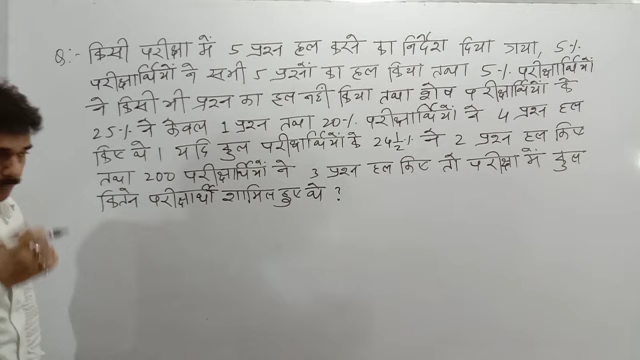 Q:- किसी परीक्षा में 5 प्रश्न हल करने का निर्देश दिया गया, 5%
परीक्षार्थियों ने सभी 5 प्रश्नों का हल किया तथा 5% परीक्षार्थियों
ने किसी भी प्रश्न का हल नही किया तथा शेष परीक्षार्थियों के
25% ने केवल 1 प्रश्न तथा 20% परीक्षार्थियों ने 4 प्रश्न हल
किए थे। यदि कुल परीक्षार्थियों के 24 1/2% ने 2 प्रश्न हल किए
तथा 200 परीक्षार्थियों ने 3 प्रश्न हल किए तो परीक्षा में कुल
कितने परीक्षार्थी शामिल हुए थे ?